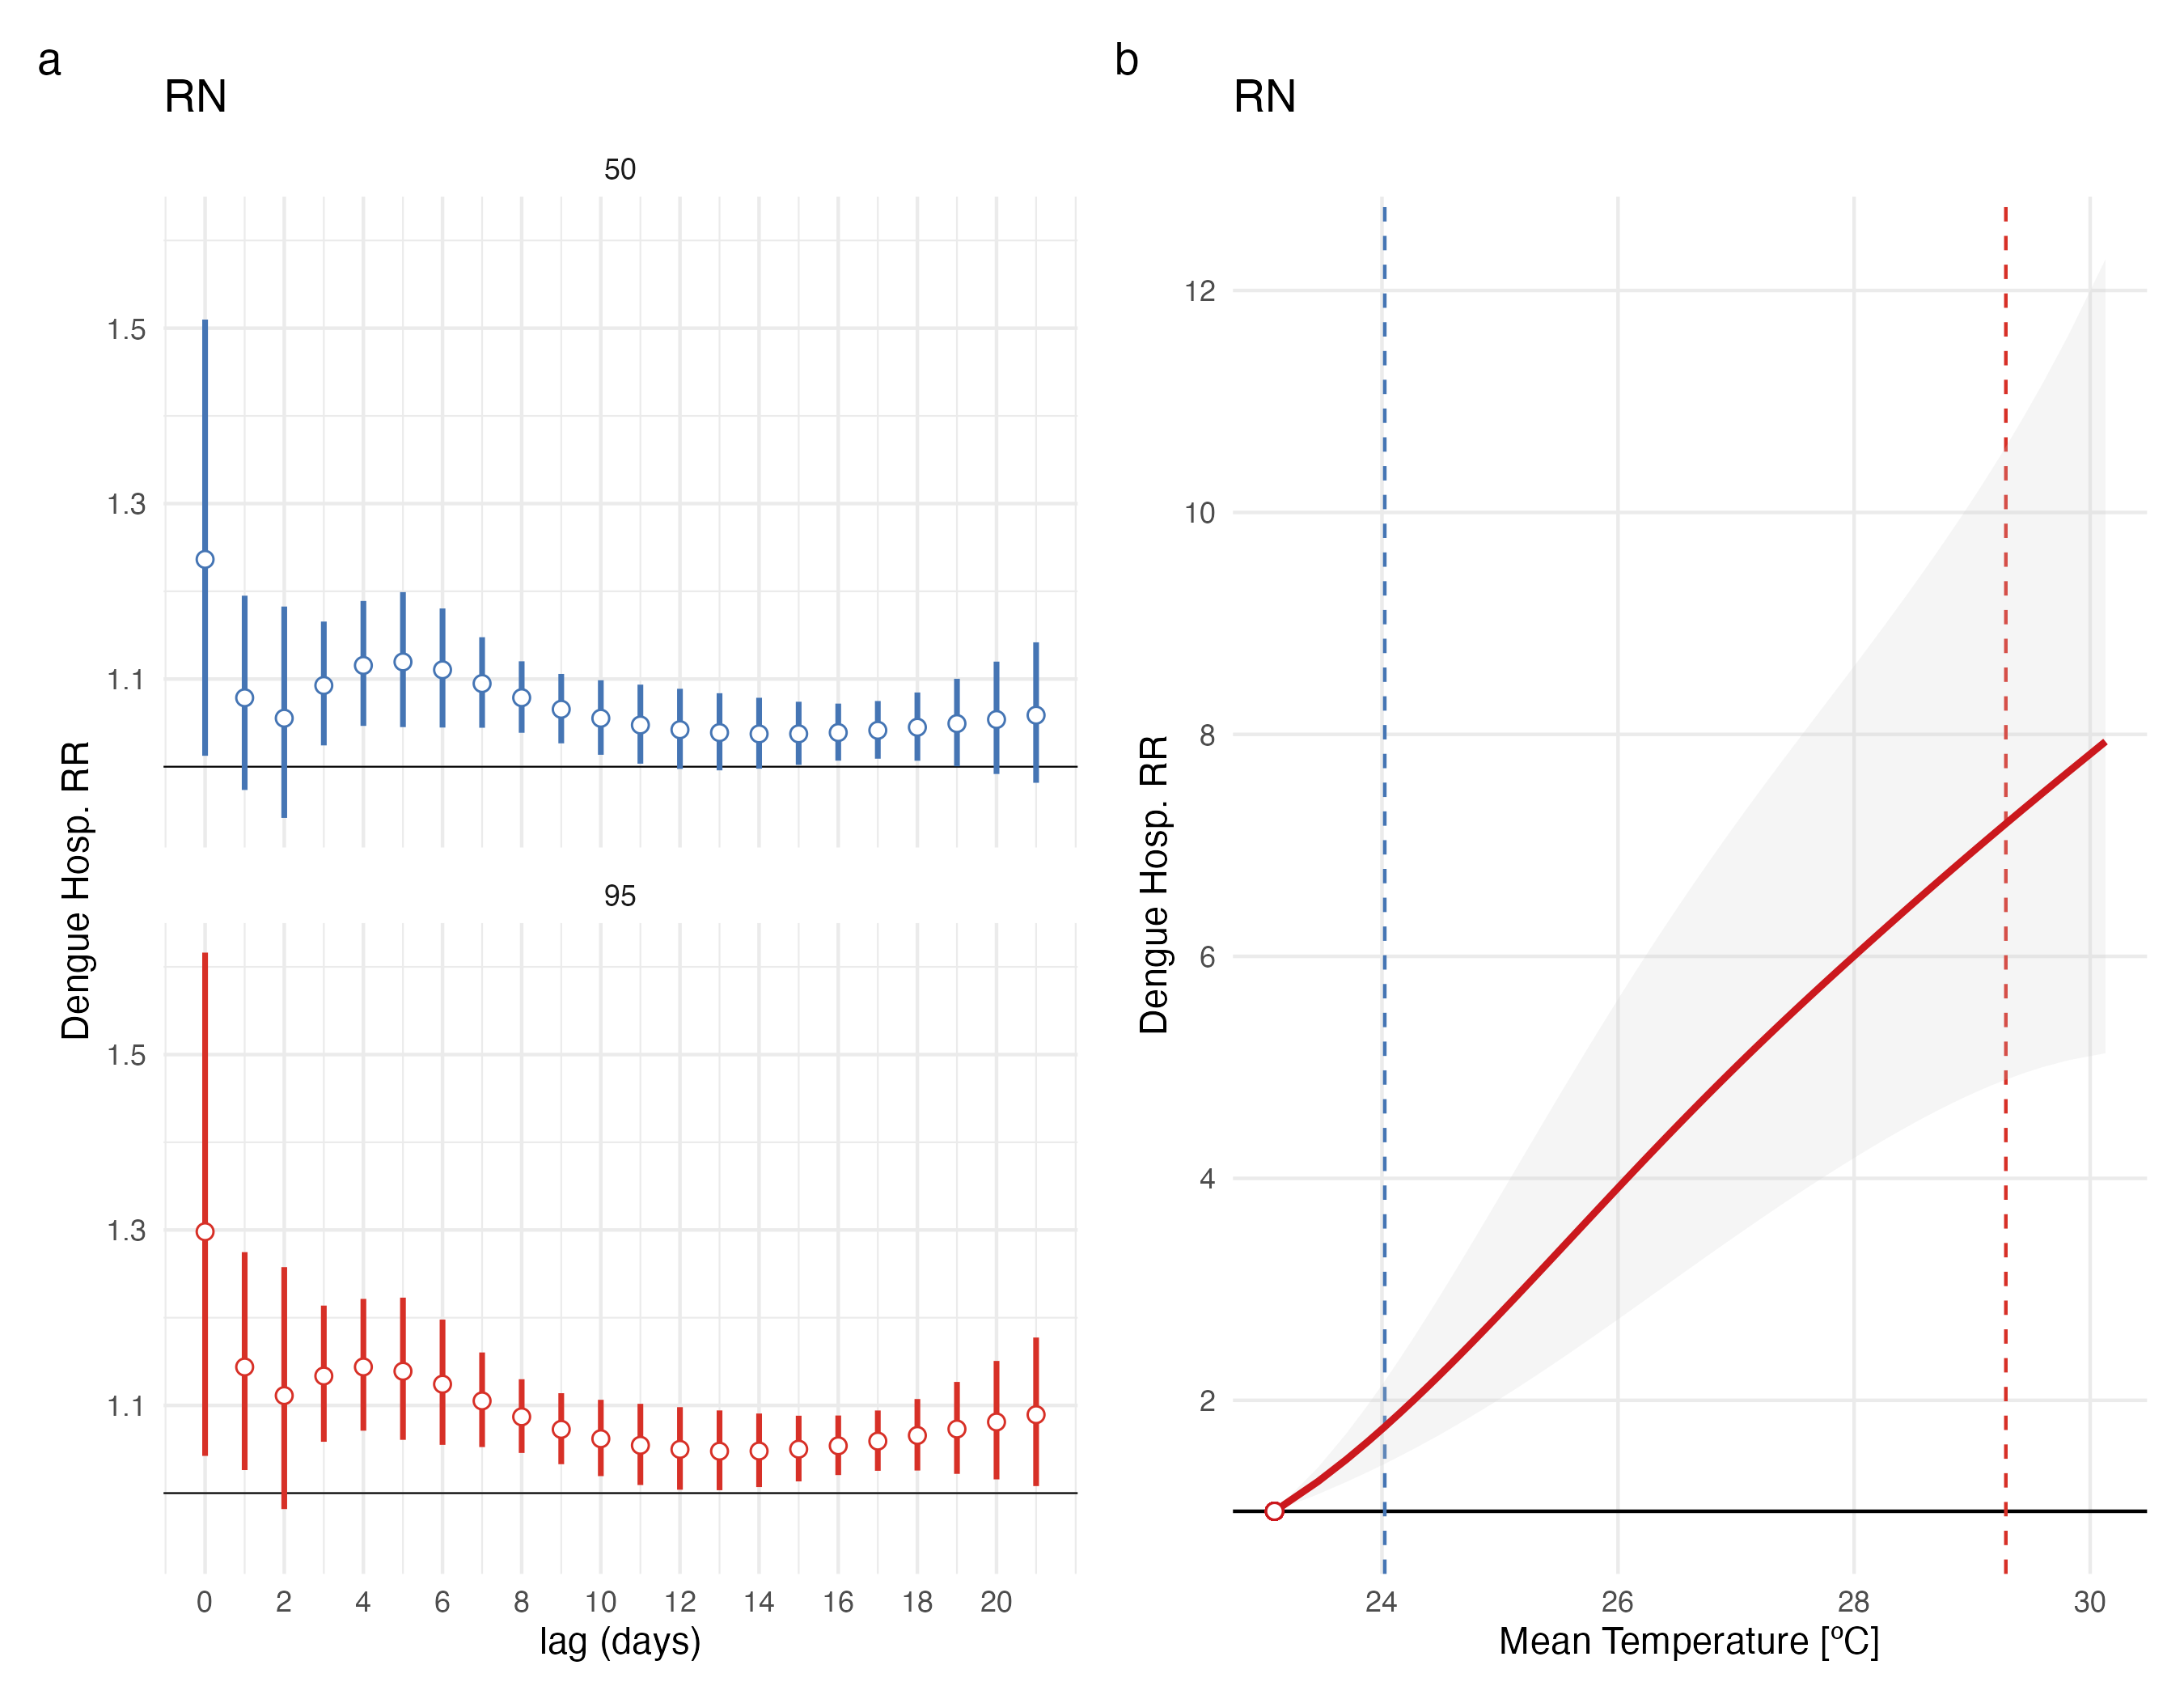 a
RN
50
1.5
1.3
1.1
95
1.5
1.3
1.1
0 2 4 6 8 10 12 14 16 18 20
lag (days)
Dengue Hosp. RR
b
RN
12
10
8
6
4
2
24 26 28 30
Mean Temperature [ºC]
Dengue Hosp. RR